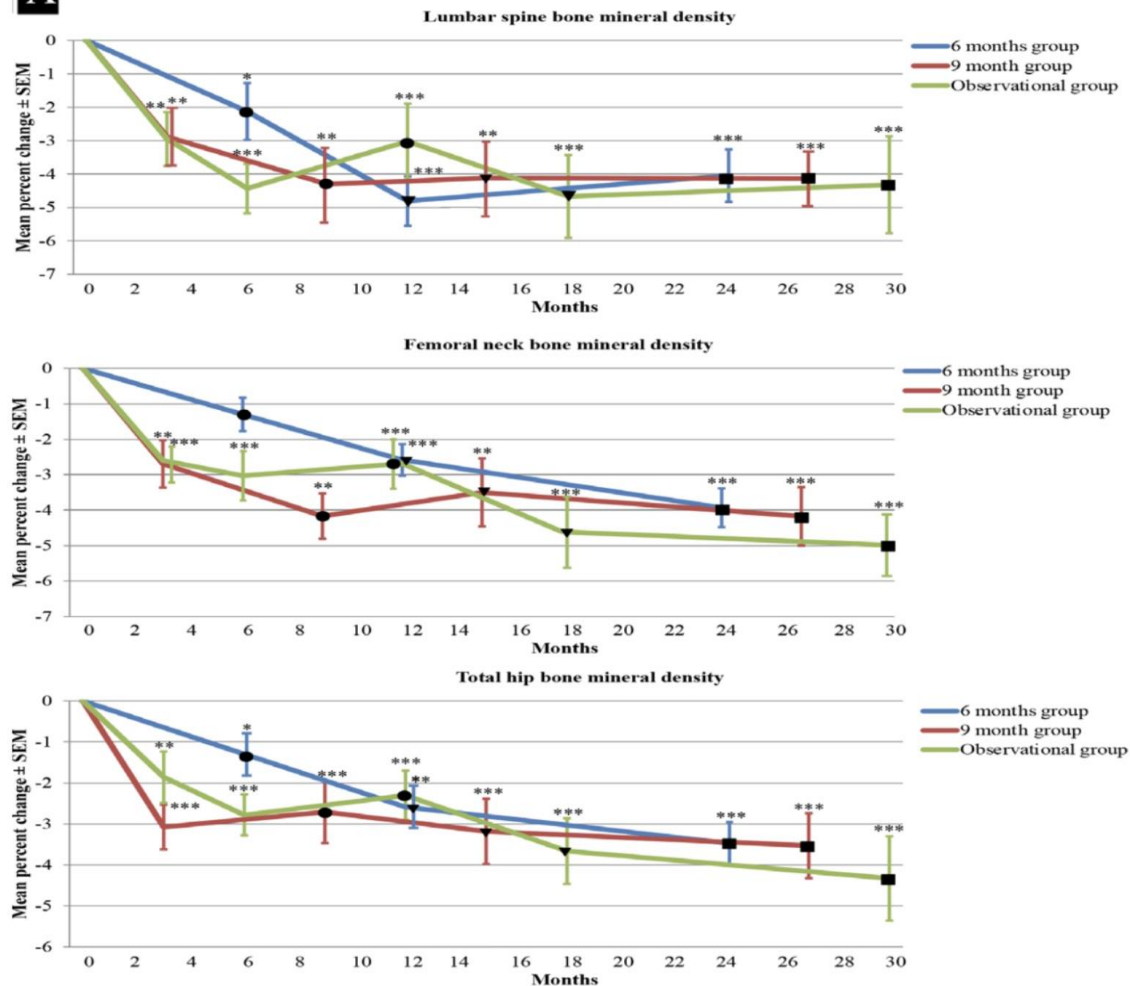 A
Lumbar spine bone mineral density
Mean percent change ± SEM
0
-1
-2
-3
-4
-5
-6
-7
* ** ** *** *** ** *** ** *** *** *** ***
6 months group
9 month group
Observational group
0 2 4 6 8 10 12 14 16 18 20 22 24 26 28 30
Months
Femoral neck bone mineral density
Mean percent change ± SEM
0
-1
-2
-3
-4
-5
-6
-7
** *** *** ** *** *** ** *** *** *** ***
6 months group
9 month group
Observational group
0 2 4 6 8 10 12 14 16 18 20 22 24 26 28 30
Months
Total hip bone mineral density
Mean percent change ± SEM
0
-1
-2
-3
-4
-5
-6
** *** * *** *** *** ** *** *** *** *** ***
6 months group
9 month group
Observational group
0 2 4 6 8 10 12 14 16 18 20 22 24 26 28 30
Months